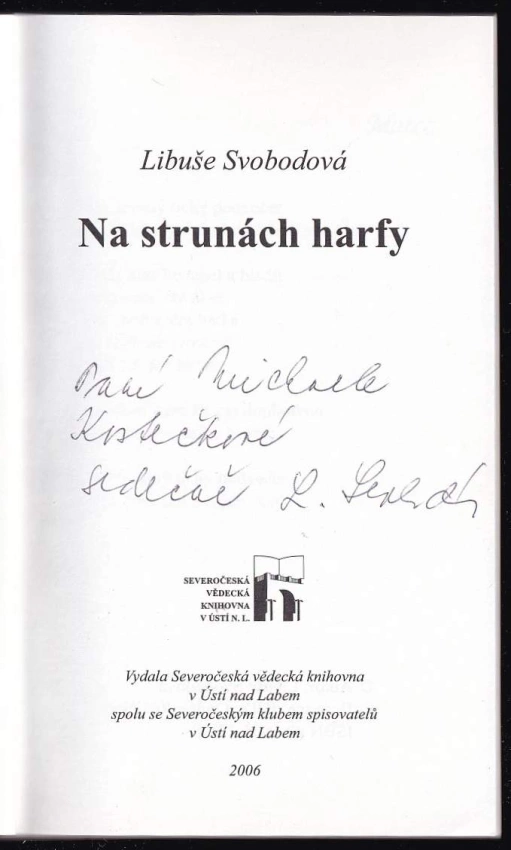 Libuše Svobodová
Na strunách harfy
Paní Michaele
Kostečkové
srdečně L. Svobodová
SEVEROČESKÁ
VĚDECKÁ
KNIHOVNA
V ÚSTÍ N. L.
Vydala Severočeská vědecká knihovna
v Ústí nad Labem
spolu se Severočeským klubem spisovatelů
v Ústí nad Labem
2006